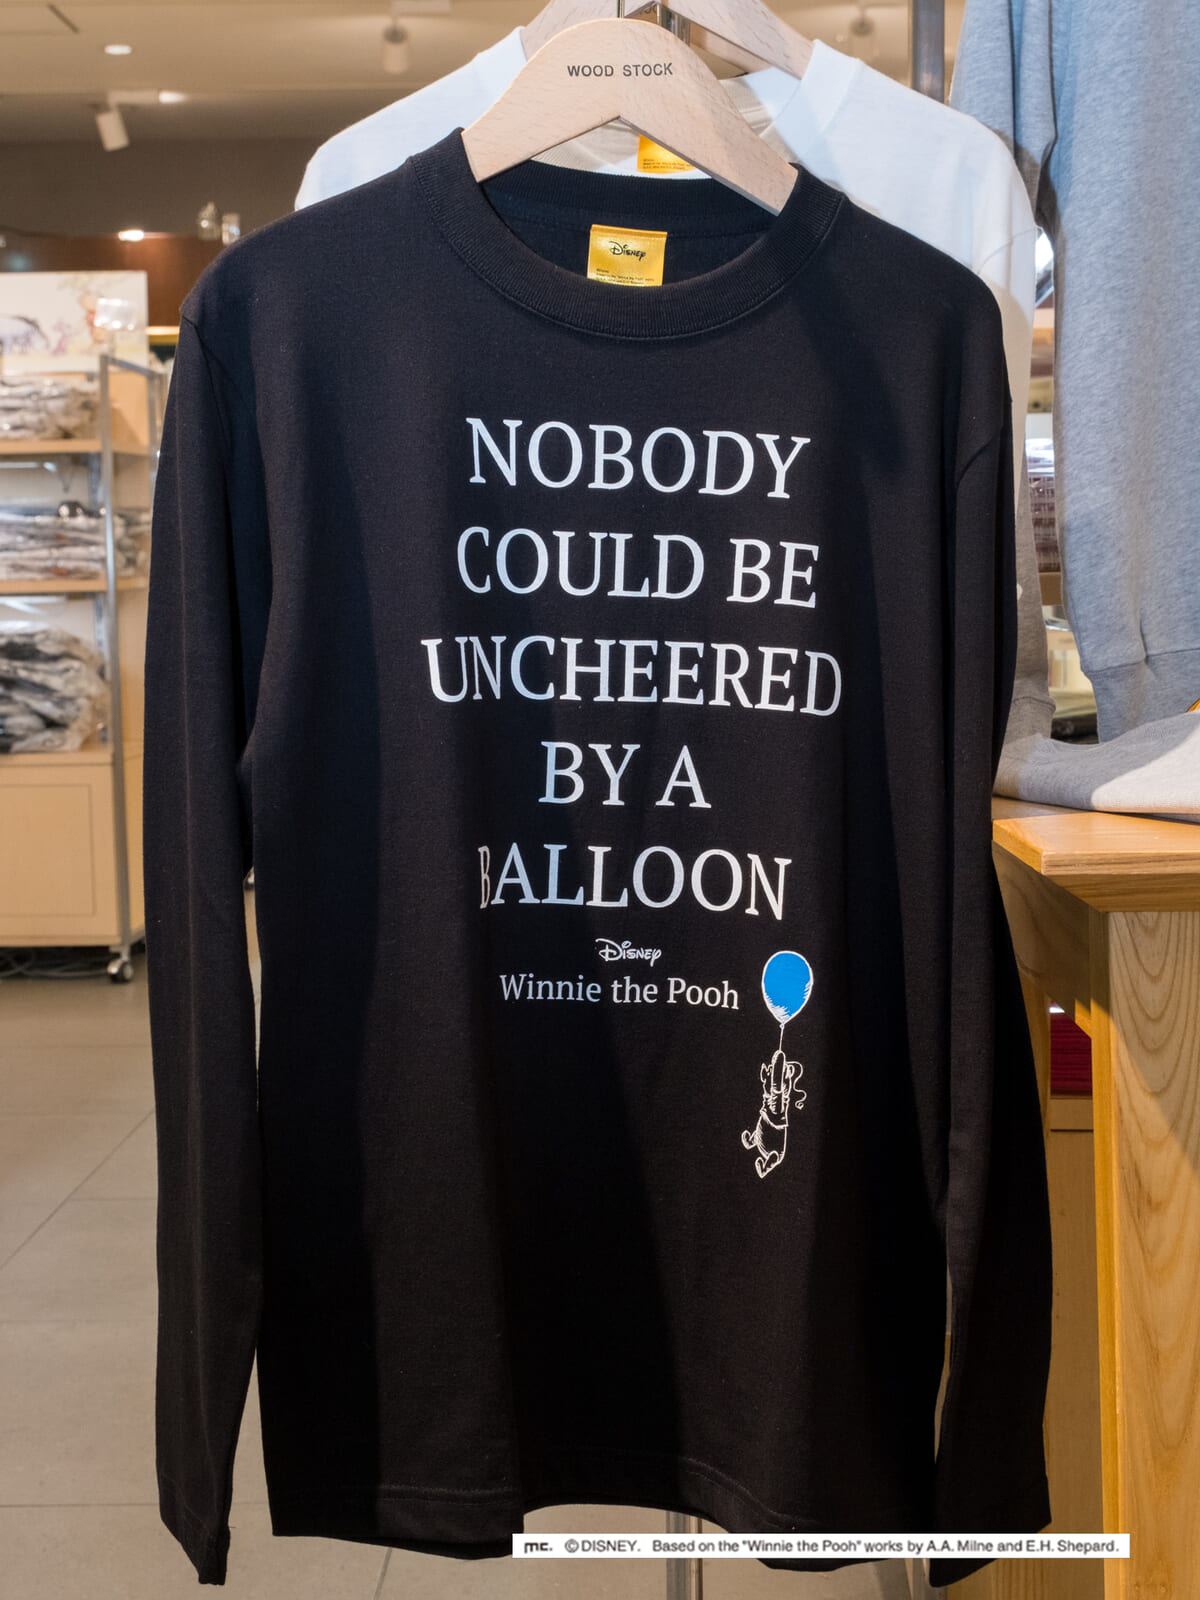 WOOD STOCK
Disney
NOBODY
COULD BE
UNCHEERED
BY A
BALLOON
Disney
Winnie the Pooh
mc. ©DISNEY. Based on the "Winnie the Pooh" works by A.A. Milne and E.H. Shepard.